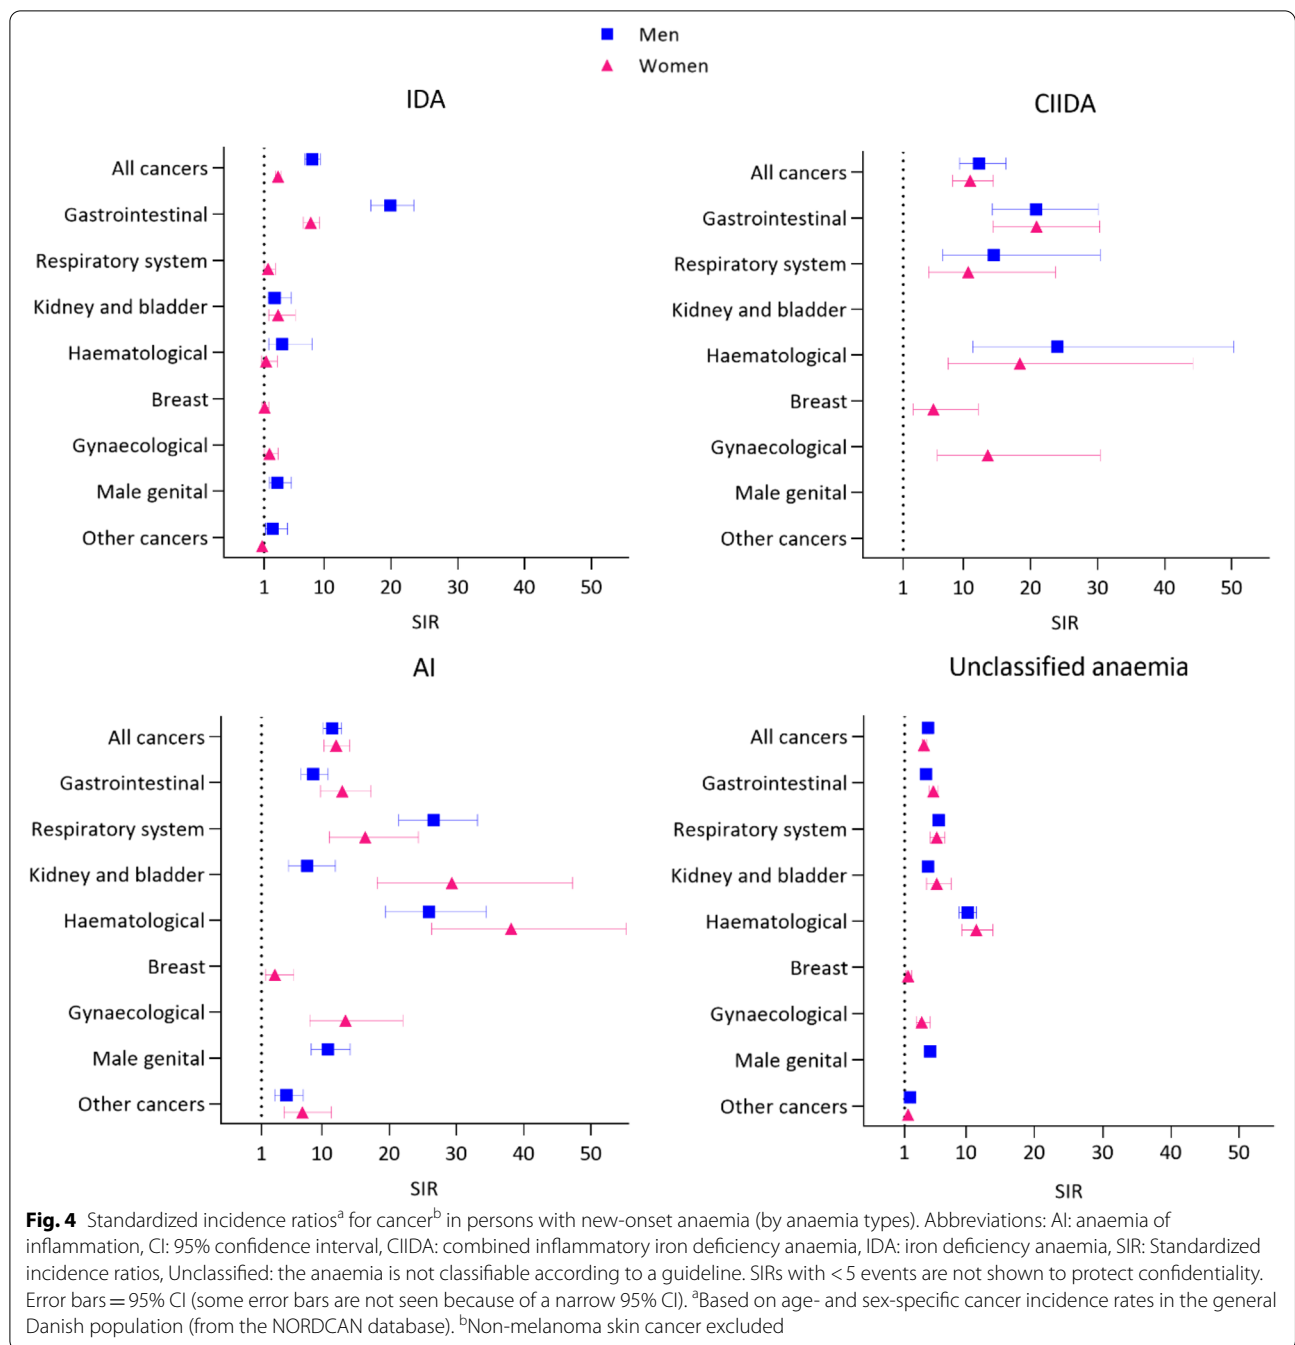 Men
Women
IDA
All cancers
Gastrointestinal
Respiratory system
Kidney and bladder
Haematological
Breast
Gynaecological
Male genital
Other cancers
1 10 20 30 40 50
SIR
CIIDA
All cancers
Gastrointestinal
Respiratory system
Kidney and bladder
Haematological
Breast
Gynaecological
Male genital
Other cancers
1 10 20 30 40 50
SIR
AI
All cancers
Gastrointestinal
Respiratory system
Kidney and bladder
Haematological
Breast
Gynaecological
Male genital
Other cancers
1 10 20 30 40 50
SIR
Unclassified anaemia
All cancers
Gastrointestinal
Respiratory system
Kidney and bladder
Haematological
Breast
Gynaecological
Male genital
Other cancers
1 10 20 30 40 50
SIR
Fig. 4 Standardized incidence ratiosᵃ for cancerᵇ in persons with new-onset anaemia (by anaemia types). Abbreviations: AI: anaemia of
inflammation, CI: 95% confidence interval, CIIDA: combined inflammatory iron deficiency anaemia, IDA: iron deficiency anaemia, SIR: Standardized
incidence ratios, Unclassified: the anaemia is not classifiable according to a guideline. SIRs with < 5 events are not shown to protect confidentiality.
Error bars = 95% CI (some error bars are not seen because of a narrow 95% CI). ᵃBased on age- and sex-specific cancer incidence rates in the general
Danish population (from the NORDCAN database). ᵇNon-melanoma skin cancer excluded